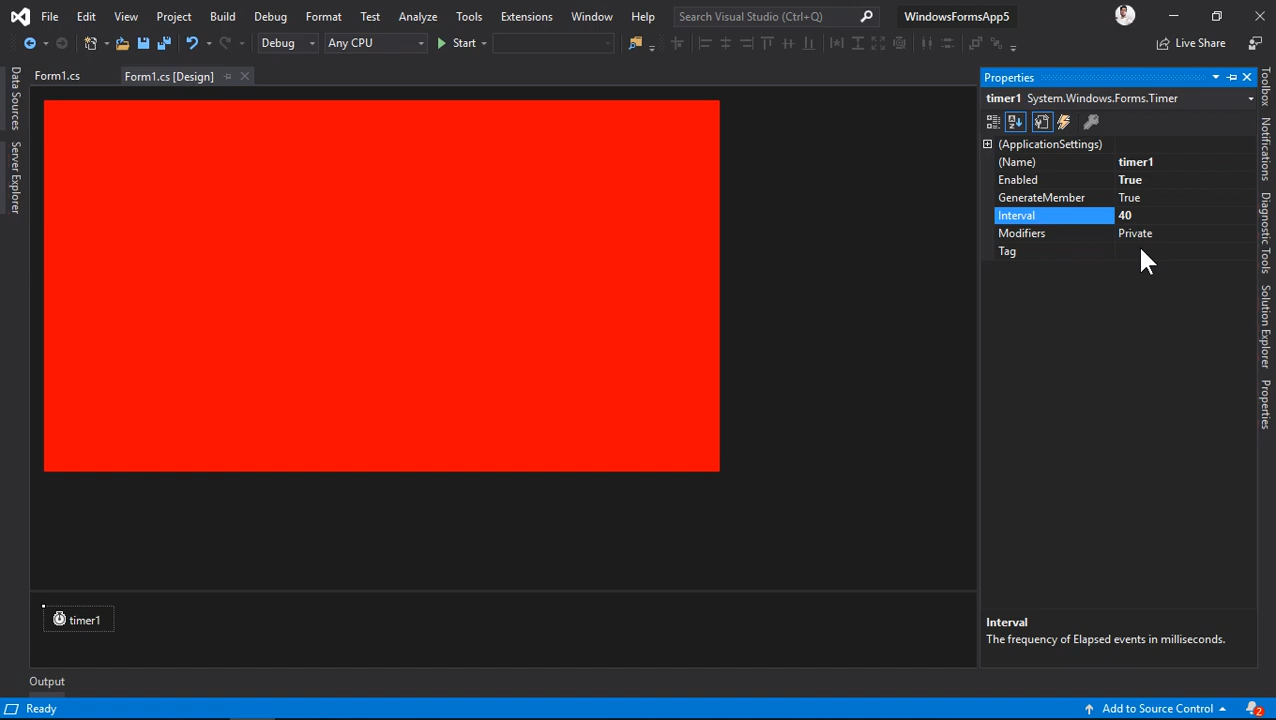 File Edit View Project Build Debug Format Test Analyze Tools Extensions Window Help Search Visual Studio (Ctrl+Q) WindowsFormsApp5
Debug Any CPU Start Live Share
Form1.cs Form1.cs [Design]
Data Sources
Server Explorer
timer1
Properties
timer1 System.Windows.Forms.Timer
(ApplicationSettings)
(Name) timer1
Enabled True
GenerateMember True
Interval 40
Modifiers Private
Tag
Interval
The frequency of Elapsed events in milliseconds.
Toolbox
Notifications
Diagnostic Tools
Solution Explorer
Properties
Output
Ready Add to Source Control 2